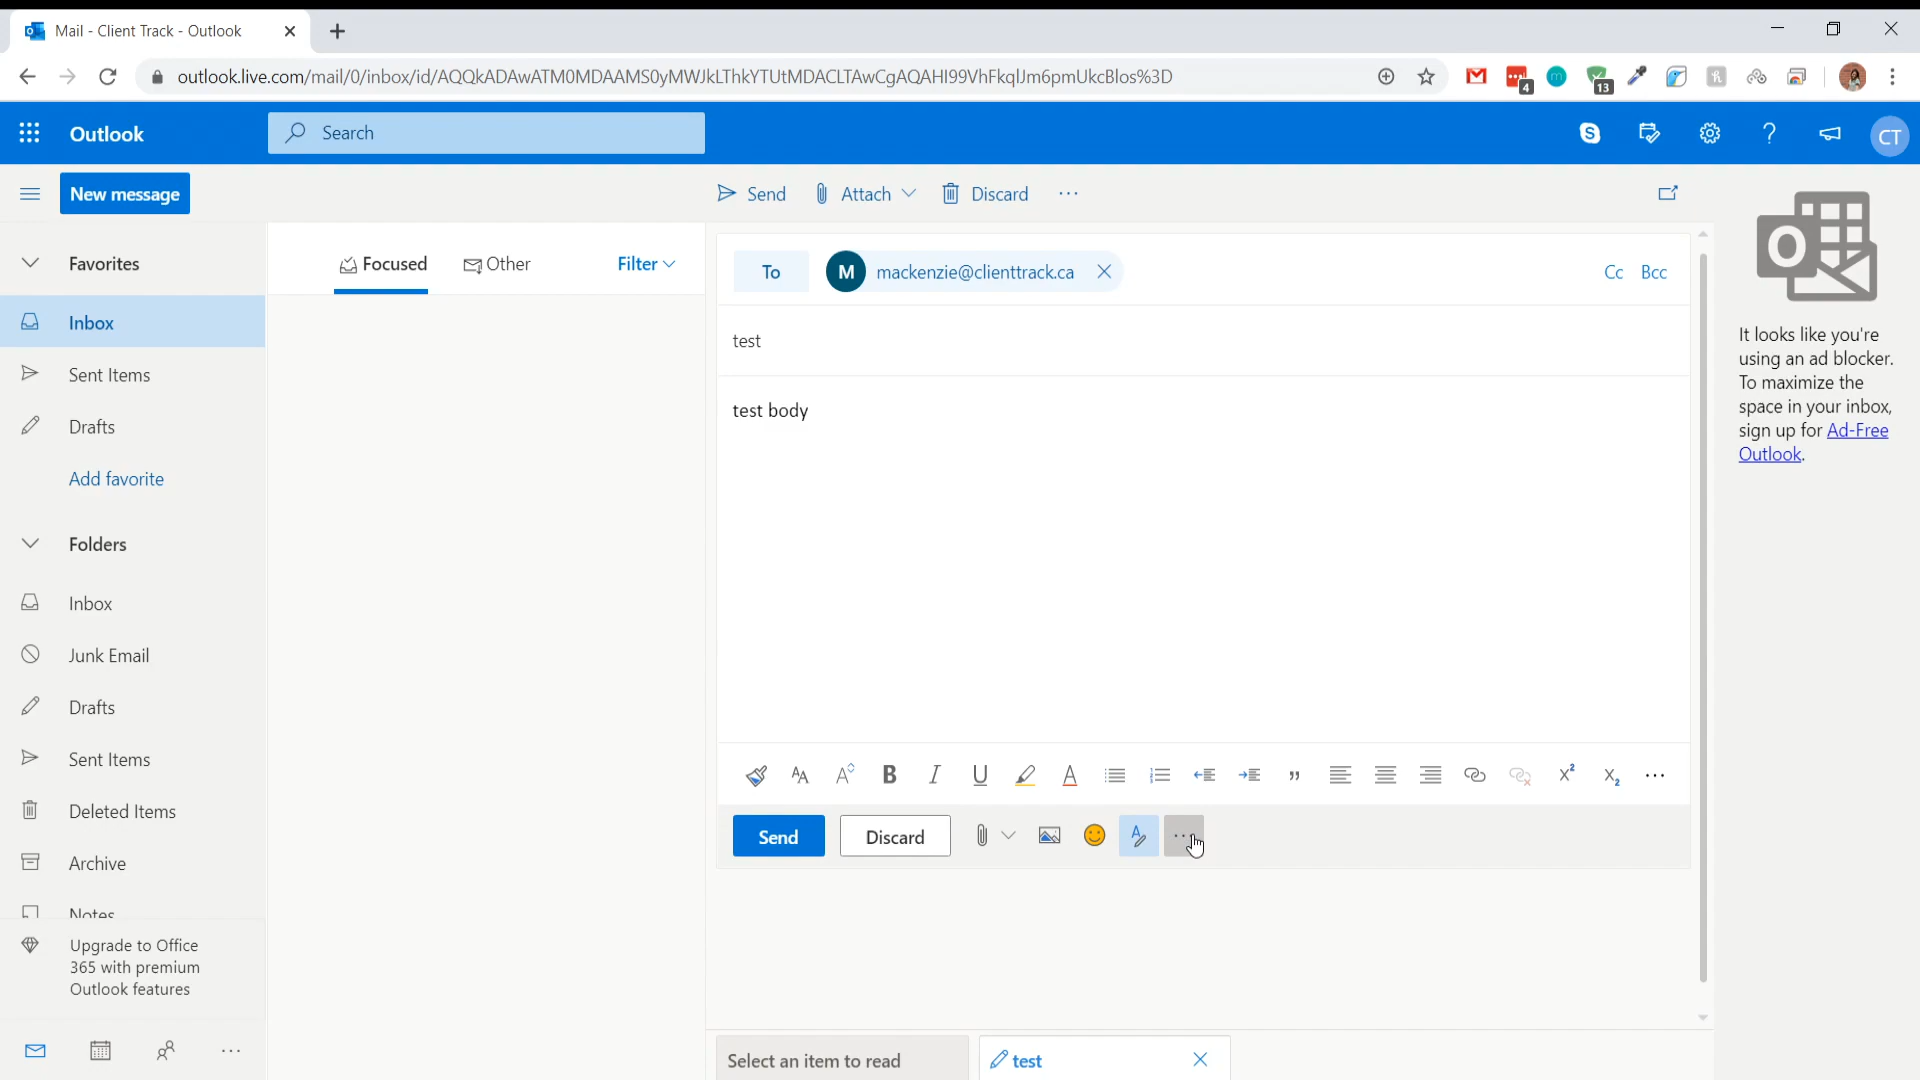 Mail - Client Track - Outlook
outlook.live.com/mail/0/inbox/id/AQQkADAwATM0MDAAMS0yMWJkLThkYTUtMDACLTAwCgAQAHI99VhFkqlJm6pmUkcBlos%3D
4
13
Outlook
Search
CT
New message
Send
Attach
Discard
Favorites
Focused
Other
Filter
To
M
mackenzie@clienttrack.ca
Cc
Bcc
Inbox
test
It looks like you're
using an ad blocker.
To maximize the
space in your inbox,
sign up for Ad-Free
Outlook.
Sent Items
test body
Drafts
Add favorite
Folders
Inbox
Junk Email
Drafts
Sent Items
Deleted Items
Send
Discard
Archive
Notes
Upgrade to Office
365 with premium
Outlook features
Select an item to read
test